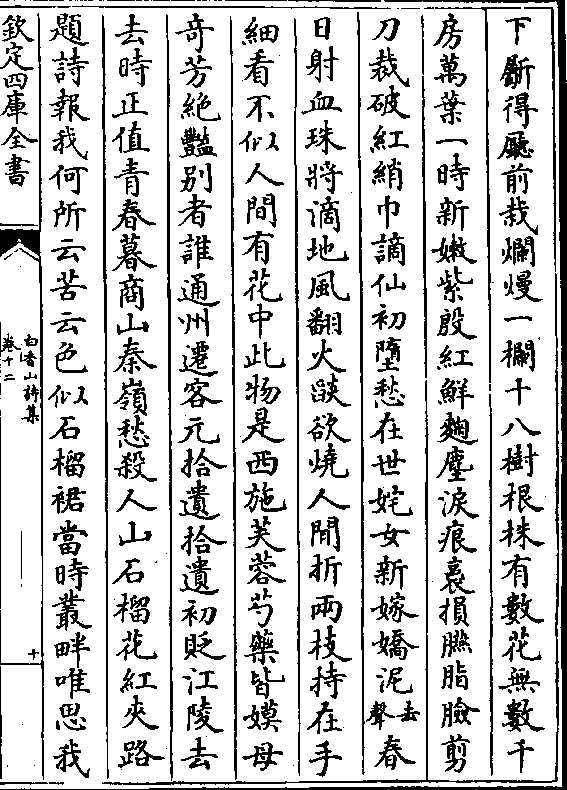 下斸得廳前栽爛熳一欄十八樹根株有數花無數千
房萬葉一時新嫩紫殷紅鮮麴塵淚痕裛損臙脂臉剪
刀裁破紅綃巾謫仙初墮愁在世姹女新嫁嬌泥去聲春
日射血珠將滴地風翻火燄欲燒人閒折兩枝持在手
細看不似人間有花中此物是西施芙蓉芍藥皆嫫母
奇芳絶豔别者誰通州遷客元拾遺拾遺初貶江陵去
去時正值青春暮商山秦嶺愁殺人山石榴花紅夾路
題詩報我何所云苦云色似石榴裙當時叢畔唯思我
欽定四庫全書
白香山詩集
卷十二
十